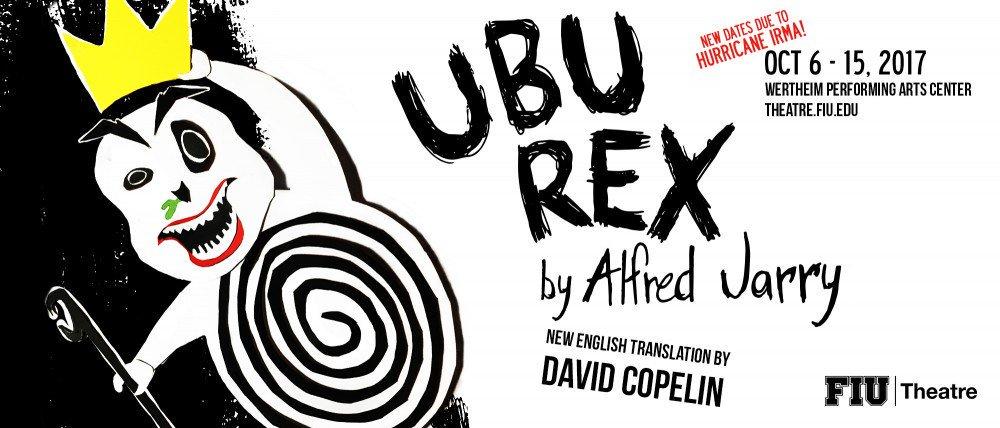 UBU
REX
by Alfred Jarry
NEW ENGLISH TRANSLATION BY
DAVID COPELIN
NEW DATES DUE TO
HURRICANE IRMA!
OCT 6 - 15, 2017
WERTHEIM PERFORMING ARTS CENTER
THEATRE.FIU.EDU
FIU | Theatre